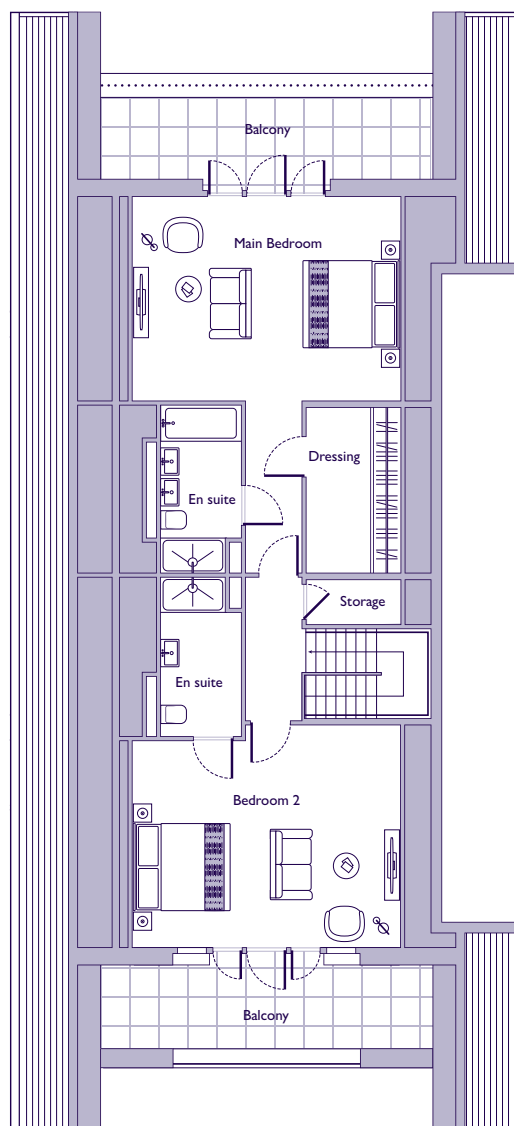 Balcony
Main Bedroom
Dressing
En suite
Storage
En suite
Bedroom 2
Balcony